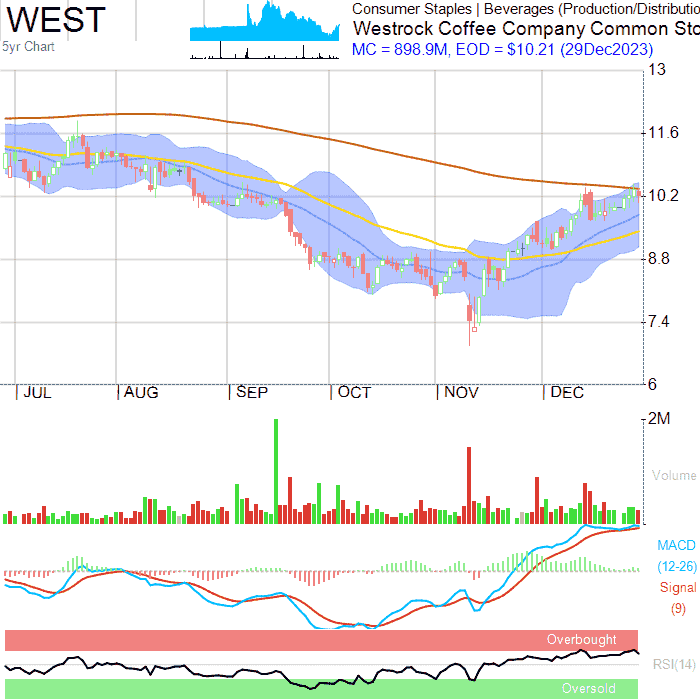 WEST
5yr Chart
Consumer Staples | Beverages (Production/Distributio
Westrock Coffee Company Common Sto
MC = 898.9M, EOD = $10.21 (29Dec2023)
13
11.6
10.2
8.8
7.4
6
JUL AUG SEP OCT NOV DEC
2M
Volume
MACD
(12-26)
Signal
(9)
Overbought
RSI(14)
Oversold